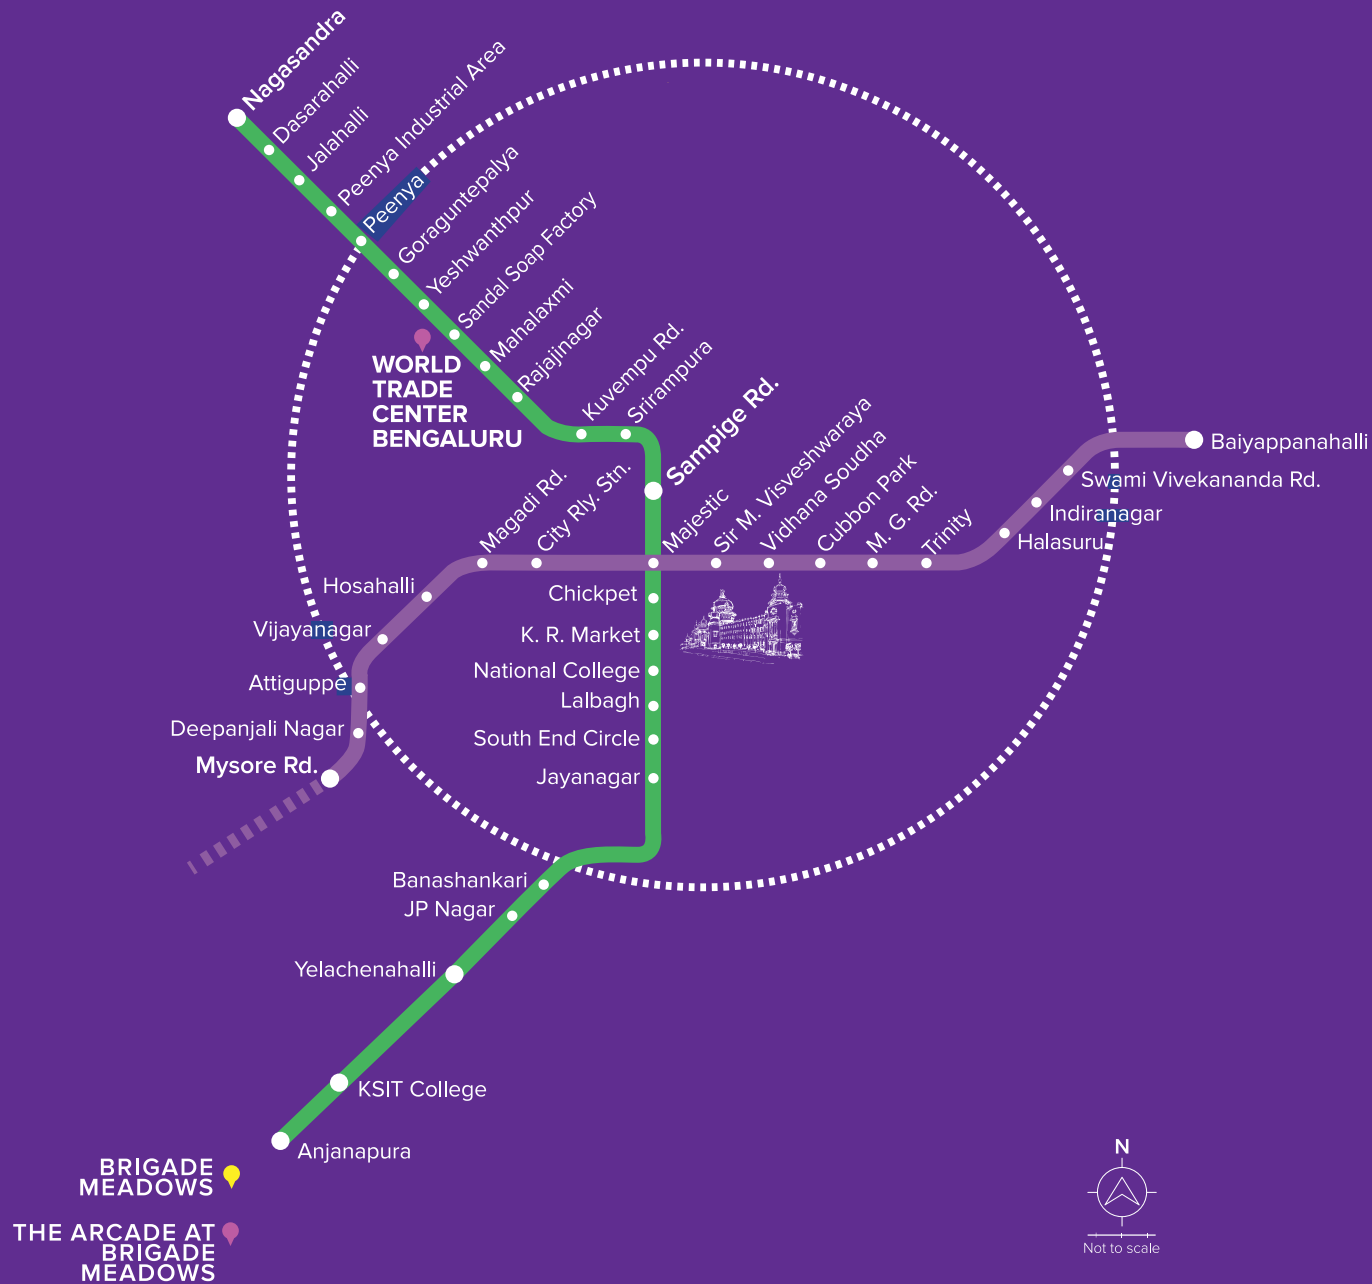 Nagasandra
Dasarahalli
Jalahalli
Peenya Industrial Area
Peenya
Goraguntepalya
Yeshwanthpur
Sandal Soap Factory
Mahalaxmi
Rajajinagar
WORLD
TRADE
CENTER
BENGALURU
Kuvempu Rd.
Srirampura
Sampige Rd.
Magadi Rd.
City Rly. Stn.
Majestic
Sir M. Visveshwaraya
Vidhana Soudha
Cubbon Park
M. G. Rd.
Trinity
Baiyappanahalli
Swami Vivekananda Rd.
Indiranagar
Halasuru
Hosahalli
Vijayanagar
Attiguppe
Deepanjali Nagar
Mysore Rd.
Chickpet
K. R. Market
National College
Lalbagh
South End Circle
Jayanagar
Banashankari
JP Nagar
Yelachenahalli
KSIT College
Anjanapura
BRIGADE
MEADOWS
THE ARCADE AT
BRIGADE
MEADOWS
N
Not to scale